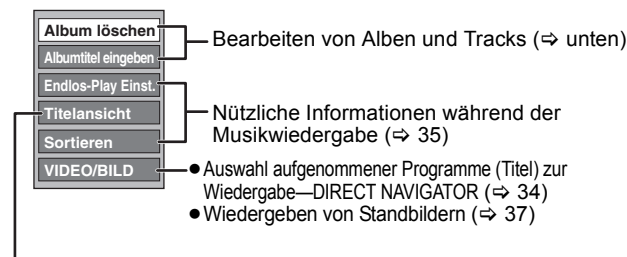 Album löschen
Albumtitel eingeben
Endlos-Play Einst.
Titelansicht
Sortieren
VIDEO/BILD
Bearbeiten von Alben und Tracks (⇨ unten)
Nützliche Informationen während der
Musikwiedergabe (⇨ 35)
● Auswahl aufgenommener Programme (Titel) zur
Wiedergabe—DIRECT NAVIGATOR (⇨ 34)
● Wiedergeben von Standbildern (⇨ 37)